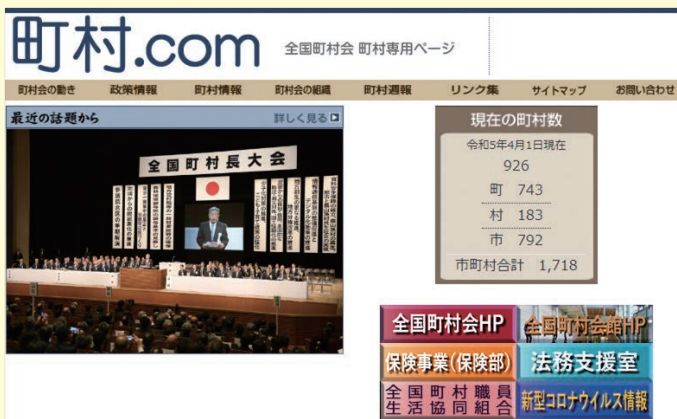 町村.com
全国町村会 町村専用ページ
町村会の動き 政策情報 町村情報 町村会の組織 町村週報 リンク集 サイトマップ お問い合わせ
最近の話題から 詳しく見る
全国町村長大会
現在の町村数
令和5年4月1日現在
926
町 743
村 183
市 792
市町村合計 1,718
全国町村会HP
全国町村会館HP
保険事業(保険部)
法務支援室
全国町村職員
生活協同組合
新型コロナウイルス情報